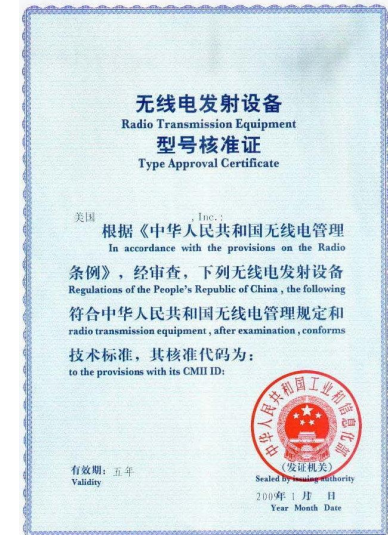 无线电发射设备
Radio Transmission Equipment
型号核准证
Type Approval Certificate
美国 , Inc.:
根据《中华人民共和国无线电管理
In accordance with the provisions on the Radio
条例》，经审查，下列无线电发射设备
Regulations of the People's Republic of China , the following
符合中华人民共和国无线电管理规定和
radio transmission equipment , after examination , conforms
技术标准，其核准代码为：
to the provisions with its CMII ID:
中华人民共和国工业和信息化部
有效期： 五年
Validity
(发证机关)
Sealed by issuing authority
2009年 1 月 日
Year Month Date